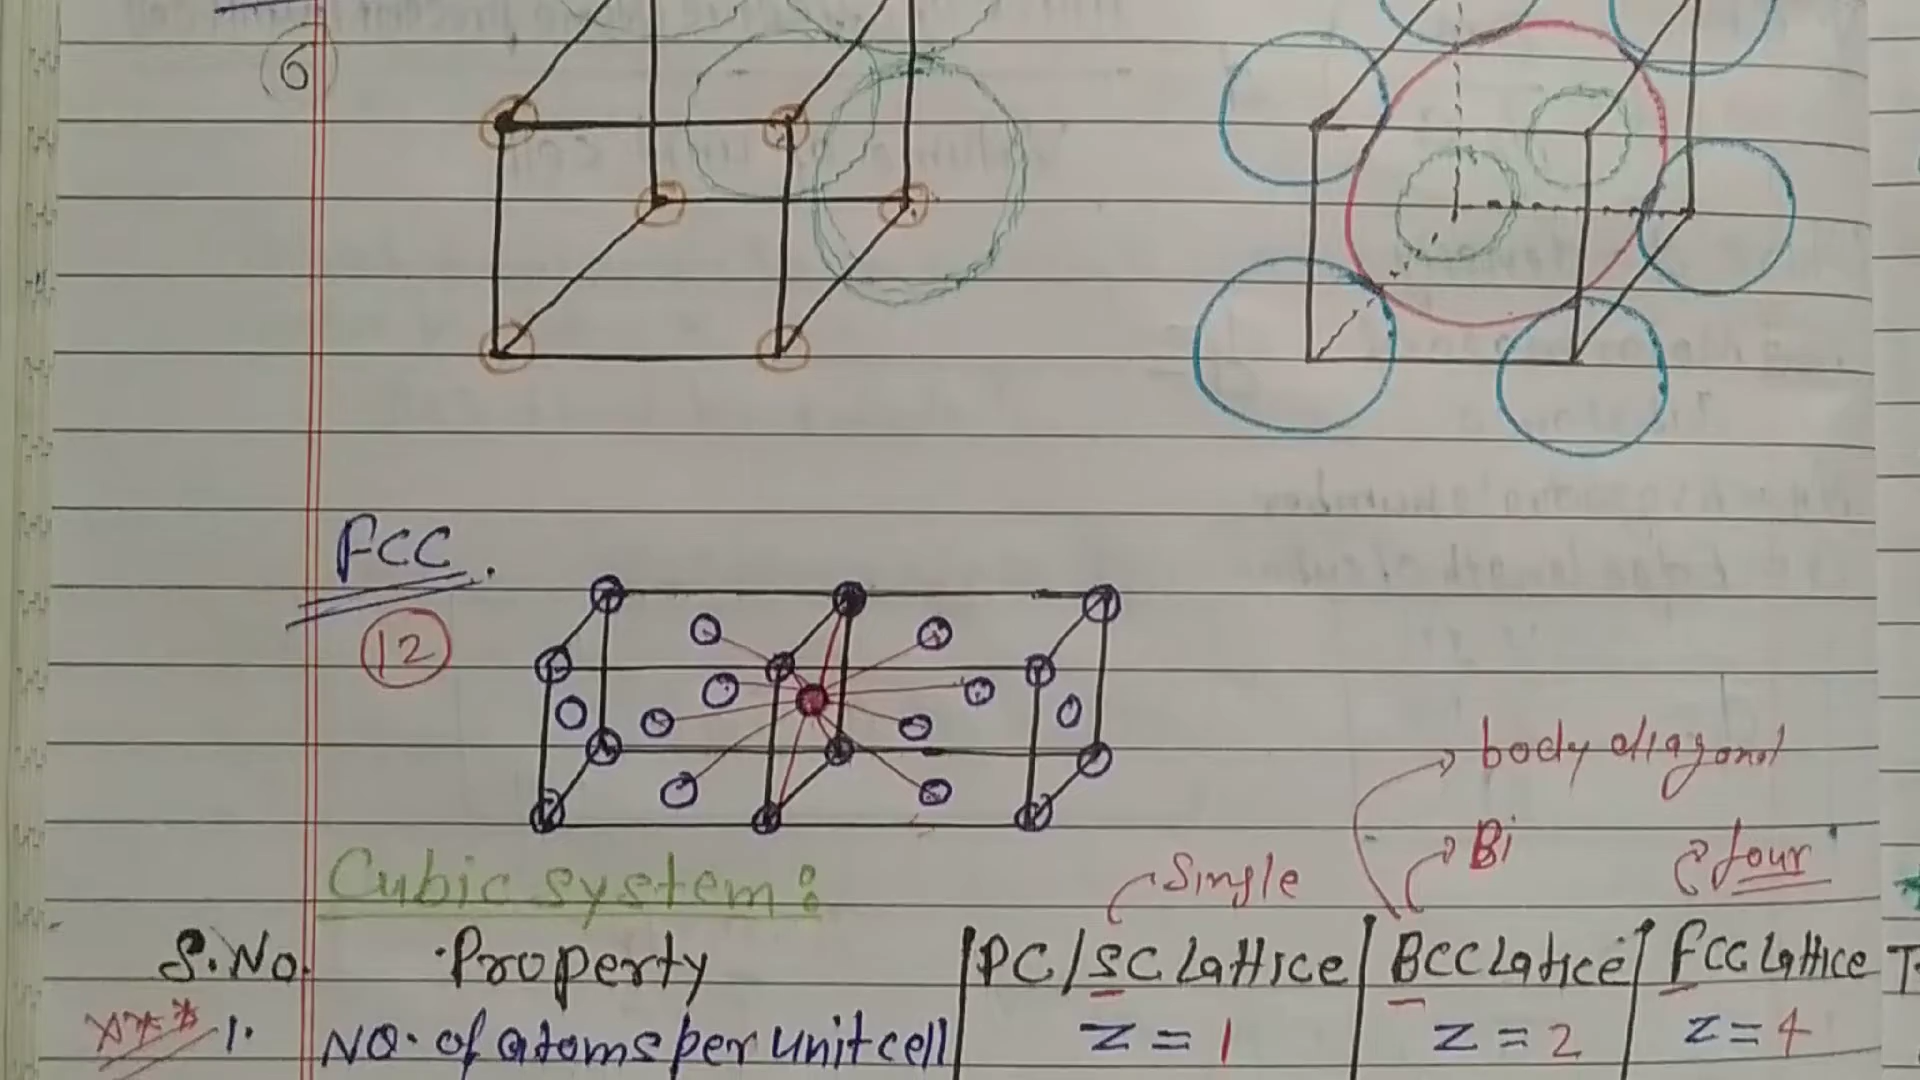 6
FCC.
12
body diagonal
Bi
Single
four
Cubic system:
S.No. Property PC/SC Lattice BCC Latice FCC Lattice
1. NO. of atoms per unit cell Z = 1 Z = 2 Z = 4